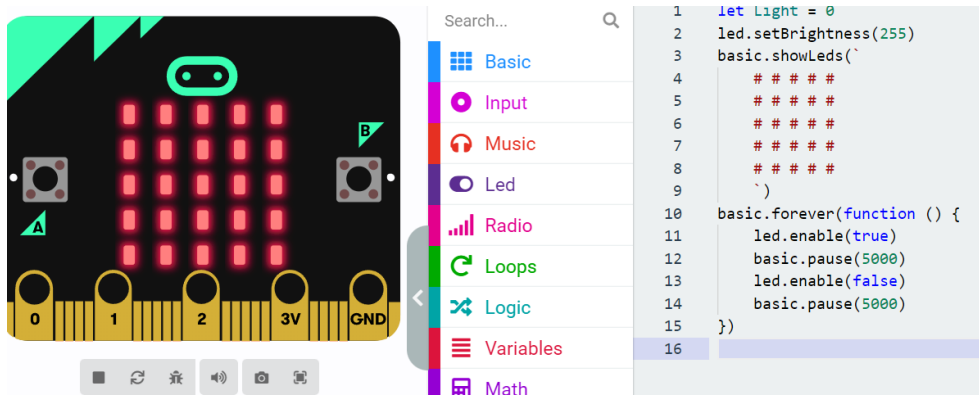 B
A
0 1 2 3V GND
Search...
Basic
Input
Music
Led
Radio
Loops
Logic
Variables
Math
1 let Light = 0
2 led.setBrightness(255)
3 basic.showLeds(`
4 # # # # #
5 # # # # #
6 # # # # #
7 # # # # #
8 # # # # #
9 `)
10 basic.forever(function () {
11 led.enable(true)
12 basic.pause(5000)
13 led.enable(false)
14 basic.pause(5000)
15 })
16